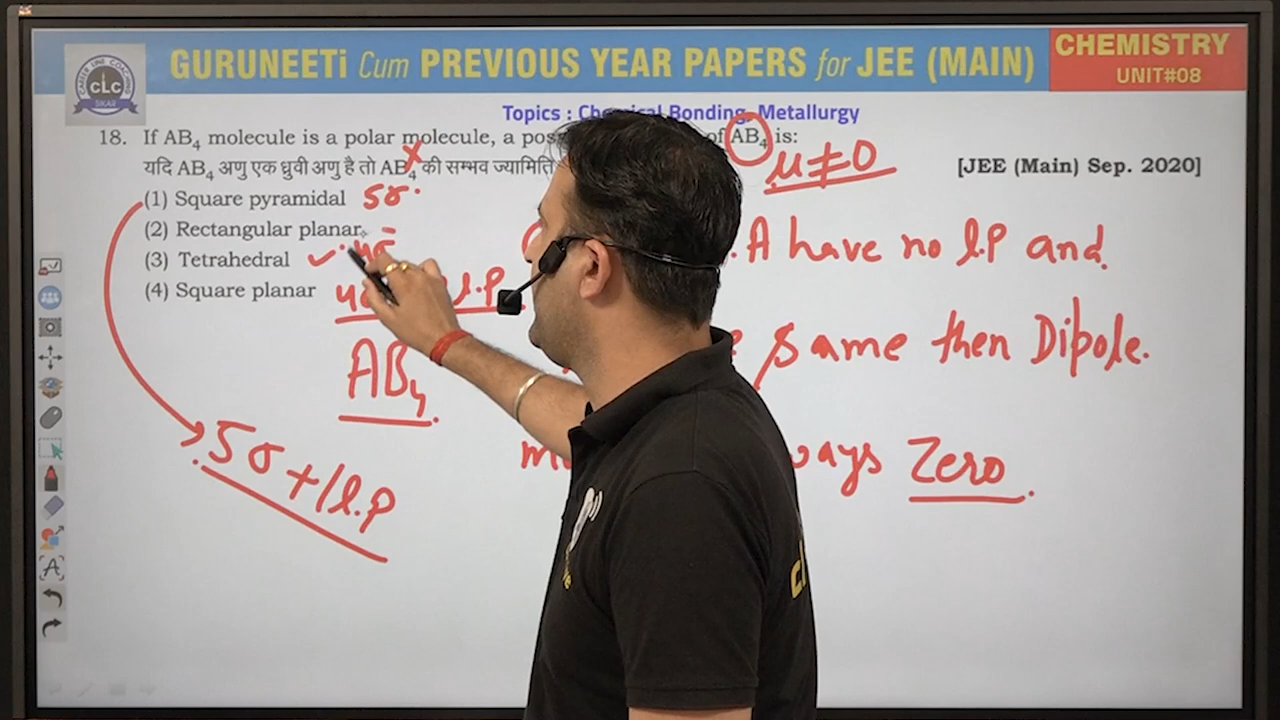 GURUNEETi Cum PREVIOUS YEAR PAPERS for JEE (MAIN)
CHEMISTRY
UNIT#08
CLC
SIKAR
Topics : Chemical Bonding, Metallurgy
18. If AB₄ molecule is a polar molecule, a of AB₄ is:
यदि AB₄ अणु एक ध्रुवी अणु है तो AB₄ की सम्भव ज्यामिति
μ≠0
[JEE (Main) Sep. 2020]
(1) Square pyramidal 5σ.
(2) Rectangular planar
(3) Tetrahedral ✓
(4) Square planar
l.p
A have no l.P and
AB₄
same then Dipole.
5σ+1l.p
Zero.